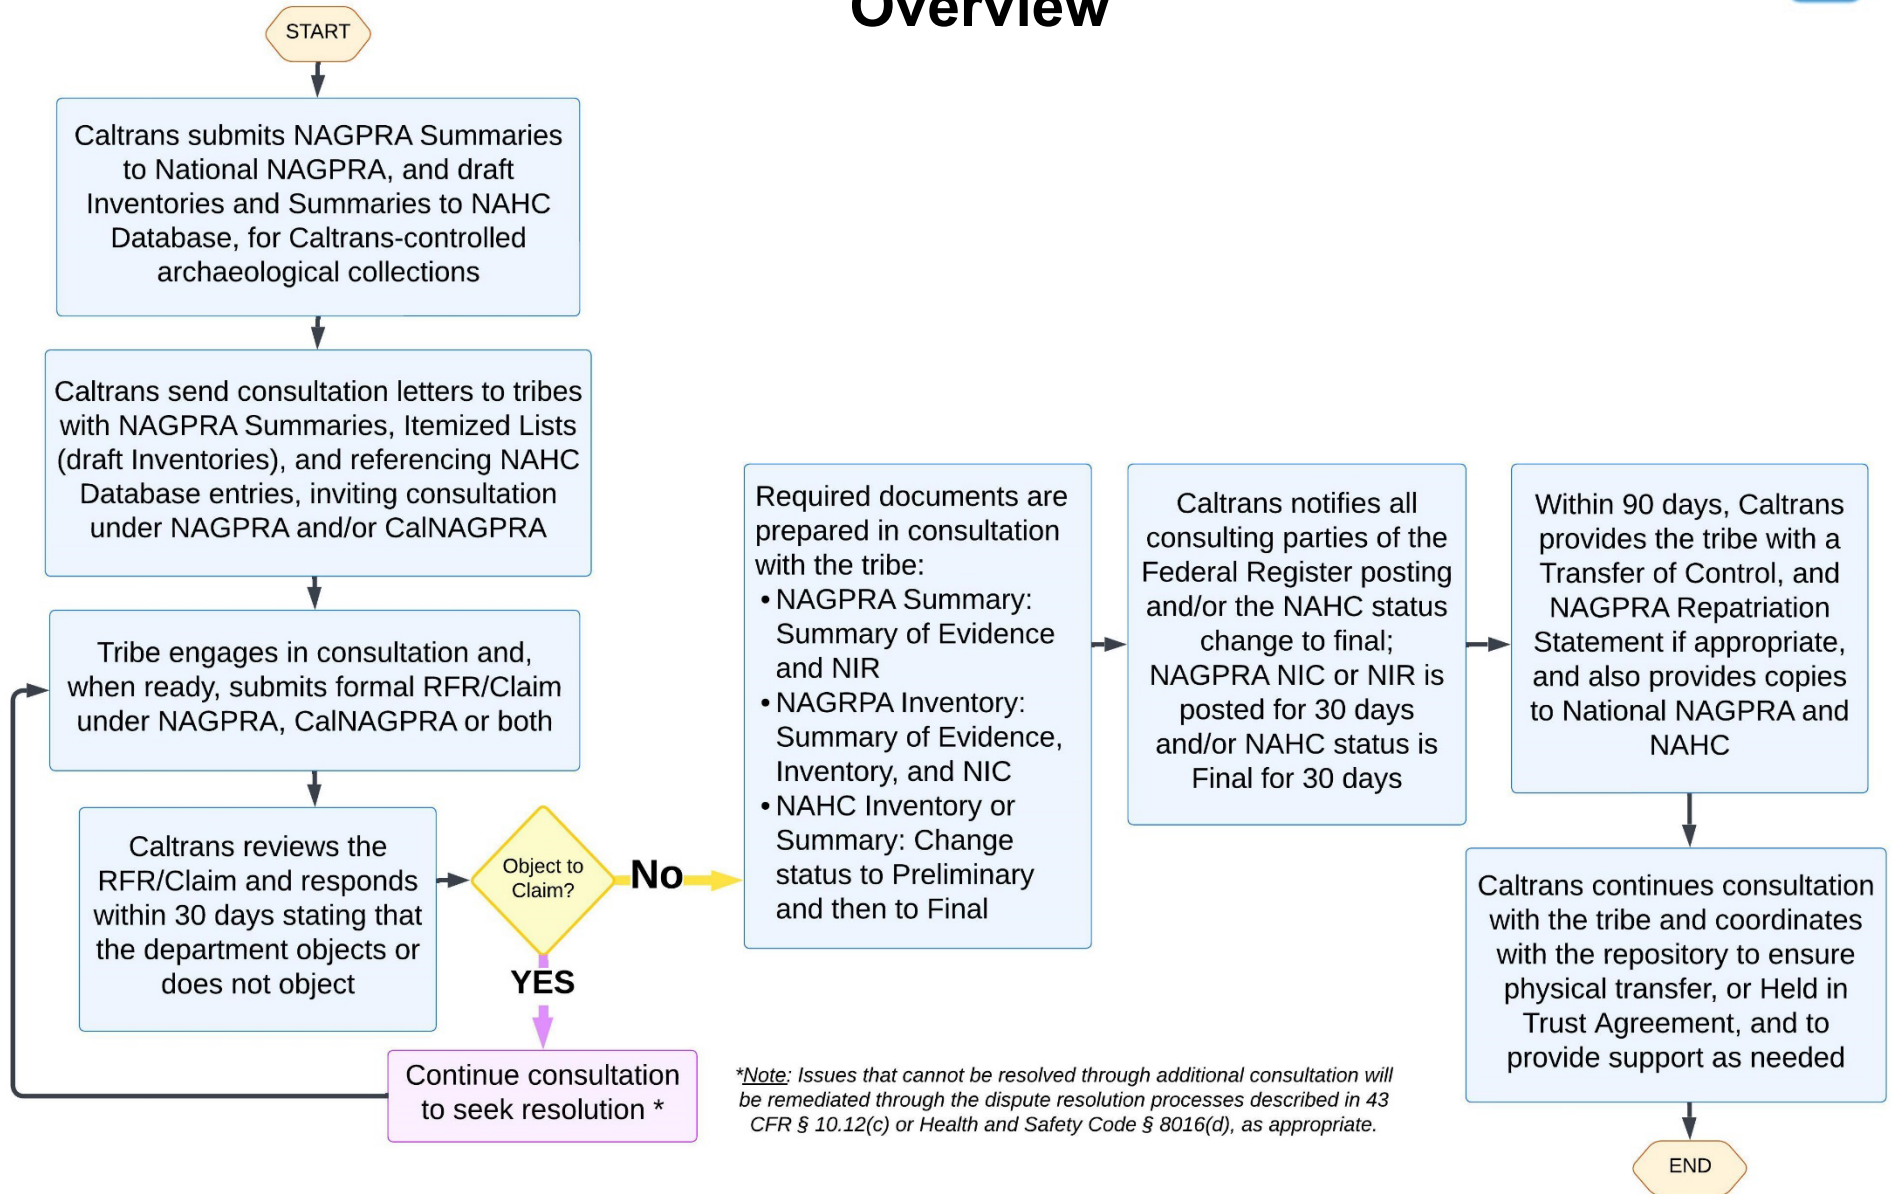 Overview
START
Caltrans submits NAGPRA Summaries
to National NAGPRA, and draft
Inventories and Summaries to NAHC
Database, for Caltrans-controlled
archaeological collections
Caltrans send consultation letters to tribes
with NAGPRA Summaries, Itemized Lists
(draft Inventories), and referencing NAHC
Database entries, inviting consultation
under NAGPRA and/or CalNAGPRA
Tribe engages in consultation and,
when ready, submits formal RFR/Claim
under NAGPRA, CalNAGPRA or both
Caltrans reviews the
RFR/Claim and responds
within 30 days stating that
the department objects or
does not object
Object to
Claim?
No
YES
Continue consultation
to seek resolution *
Required documents are
prepared in consultation
with the tribe:
• NAGPRA Summary:
Summary of Evidence
and NIR
• NAGRPA Inventory:
Summary of Evidence,
Inventory, and NIC
• NAHC Inventory or
Summary: Change
status to Preliminary
and then to Final
Caltrans notifies all
consulting parties of the
Federal Register posting
and/or the NAHC status
change to final;
NAGPRA NIC or NIR is
posted for 30 days
and/or NAHC status is
Final for 30 days
Within 90 days, Caltrans
provides the tribe with a
Transfer of Control, and
NAGPRA Repatriation
Statement if appropriate,
and also provides copies
to National NAGPRA and
NAHC
Caltrans continues consultation
with the tribe and coordinates
with the repository to ensure
physical transfer, or Held in
Trust Agreement, and to
provide support as needed
END
*Note: Issues that cannot be resolved through additional consultation will
be remediated through the dispute resolution processes described in 43
CFR § 10.12(c) or Health and Safety Code § 8016(d), as appropriate.